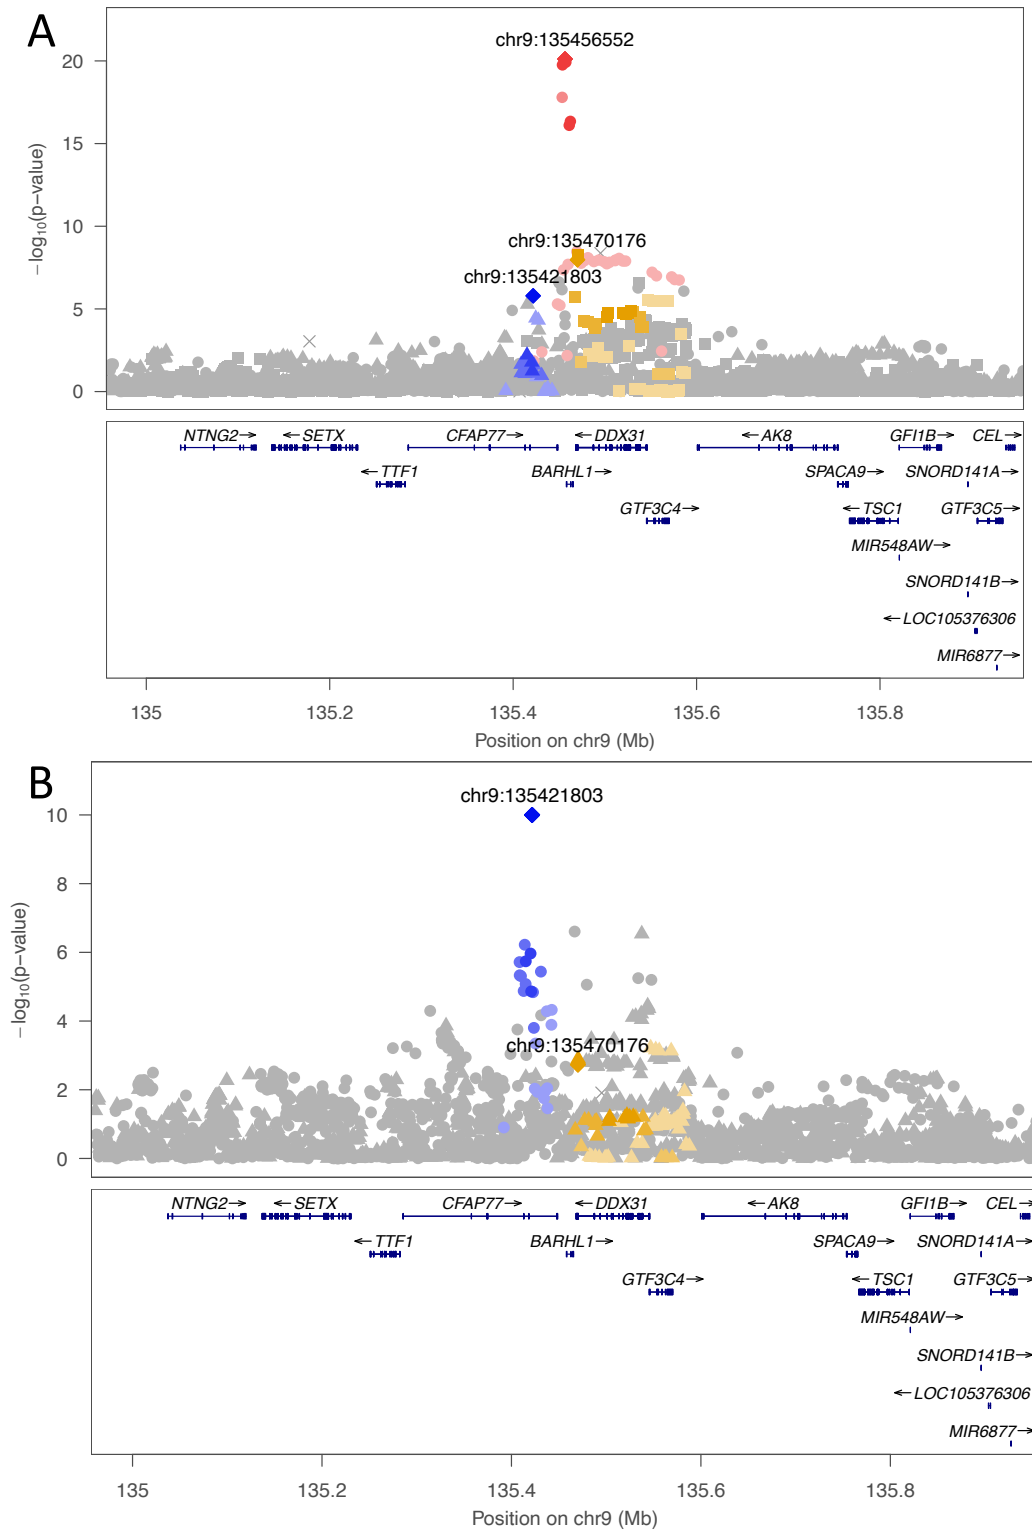 A
chr9:135456552
20
15
10
5
0
−log10(p−value)
chr9:135470176
chr9:135421803
NTNG2→ ←SETX CFAP77→ ←DDX31 ←AK8 GFI1B→ CEL→
←TTF1 BARHL1→ SPACA9→ SNORD141A→
GTF3C4→ ←TSC1 GTF3C5→
MIR548AW→
SNORD141B→
←LOC105376306
MIR6877→
135 135.2 135.4 135.6 135.8
Position on chr9 (Mb)
B
chr9:135421803
10
8
6
4
2
0
−log10(p−value)
chr9:135470176
NTNG2→ ←SETX CFAP77→ ←DDX31 ←AK8 GFI1B→ CEL→
←TTF1 BARHL1→ SPACA9→ SNORD141A→
GTF3C4→ ←TSC1 GTF3C5→
MIR548AW→
SNORD141B→
←LOC105376306
MIR6877→
135 135.2 135.4 135.6 135.8
Position on chr9 (Mb)